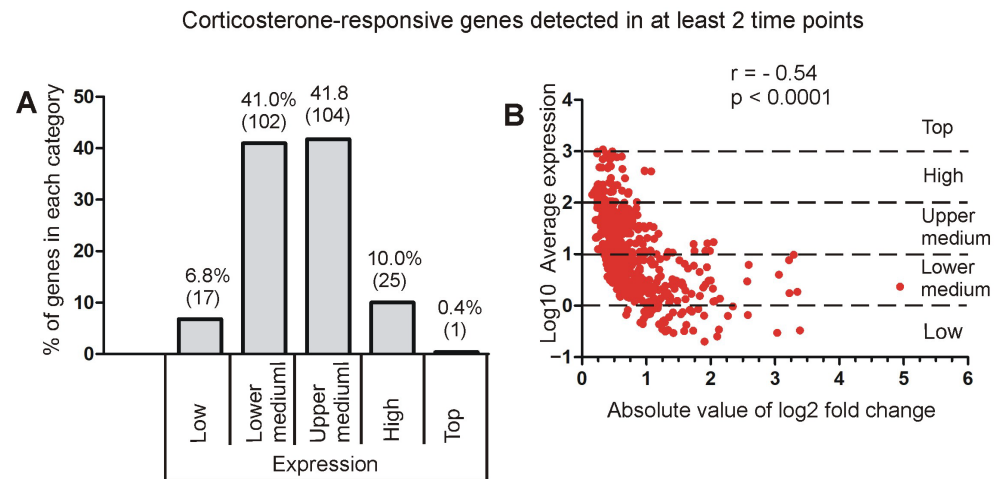 Corticosterone-responsive genes detected in at least 2 time points
A
% of genes in each category
50
40
30
20
10
0
6.8%
(17)
41.0%
(102)
41.8
(104)
10.0%
(25)
0.4%
(1)
Low
Lower
mediuml
Upper
mediuml
High
Top
Expression
B
r = - 0.54
p < 0.0001
Log10 Average expression
4
3
2
1
0
−1
Top
High
Upper
medium
Lower
medium
Low
0
1
2
3
4
5
6
Absolute value of log2 fold change